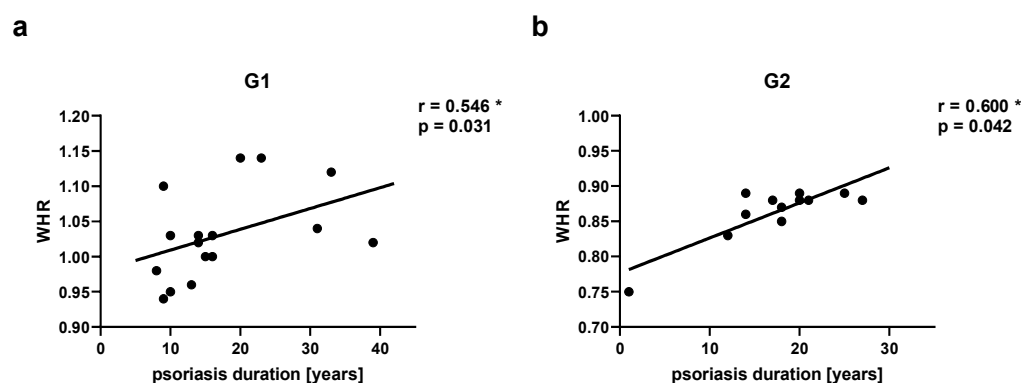 a
G1
r = 0.546 *
p = 0.031
WHR
1.20
1.15
1.10
1.05
1.00
0.95
0.90
0 10 20 30 40
psoriasis duration [years]
b
G2
r = 0.600 *
p = 0.042
WHR
1.00
0.95
0.90
0.85
0.80
0.75
0.70
0 10 20 30
psoriasis duration [years]